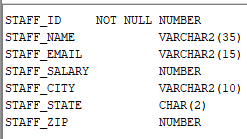 STAFF_ID NOT NULL NUMBER
STAFF_NAME VARCHAR2(35)
STAFF_EMAIL VARCHAR2(15)
STAFF_SALARY NUMBER
STAFF_CITY VARCHAR2(10)
STAFF_STATE CHAR(2)
STAFF_ZIP NUMBER